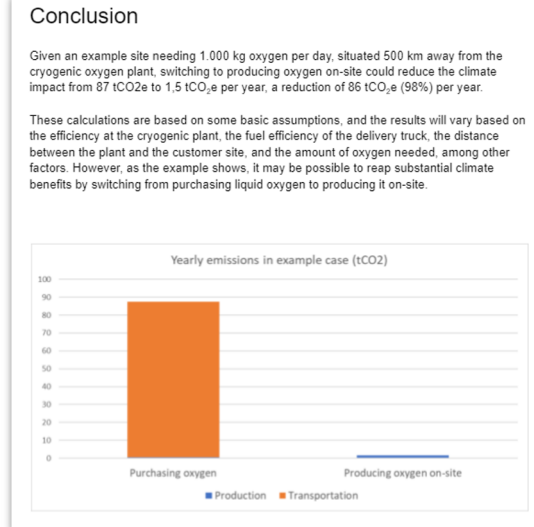 Conclusion
Given an example site needing 1.000 kg oxygen per day, situated 500 km away from the
cryogenic oxygen plant, switching to producing oxygen on-site could reduce the climate
impact from 87 tCO2e to 1,5 tCO₂e per year, a reduction of 86 tCO₂e (98%) per year.
These calculations are based on some basic assumptions, and the results will vary based on
the efficiency at the cryogenic plant, the fuel efficiency of the delivery truck, the distance
between the plant and the customer site, and the amount of oxygen needed, among other
factors. However, as the example shows, it may be possible to reap substantial climate
benefits by switching from purchasing liquid oxygen to producing it on-site.
Yearly emissions in example case (tCO2)
100
90
80
70
60
50
40
30
20
10
0
Purchasing oxygen Producing oxygen on-site
Production Transportation